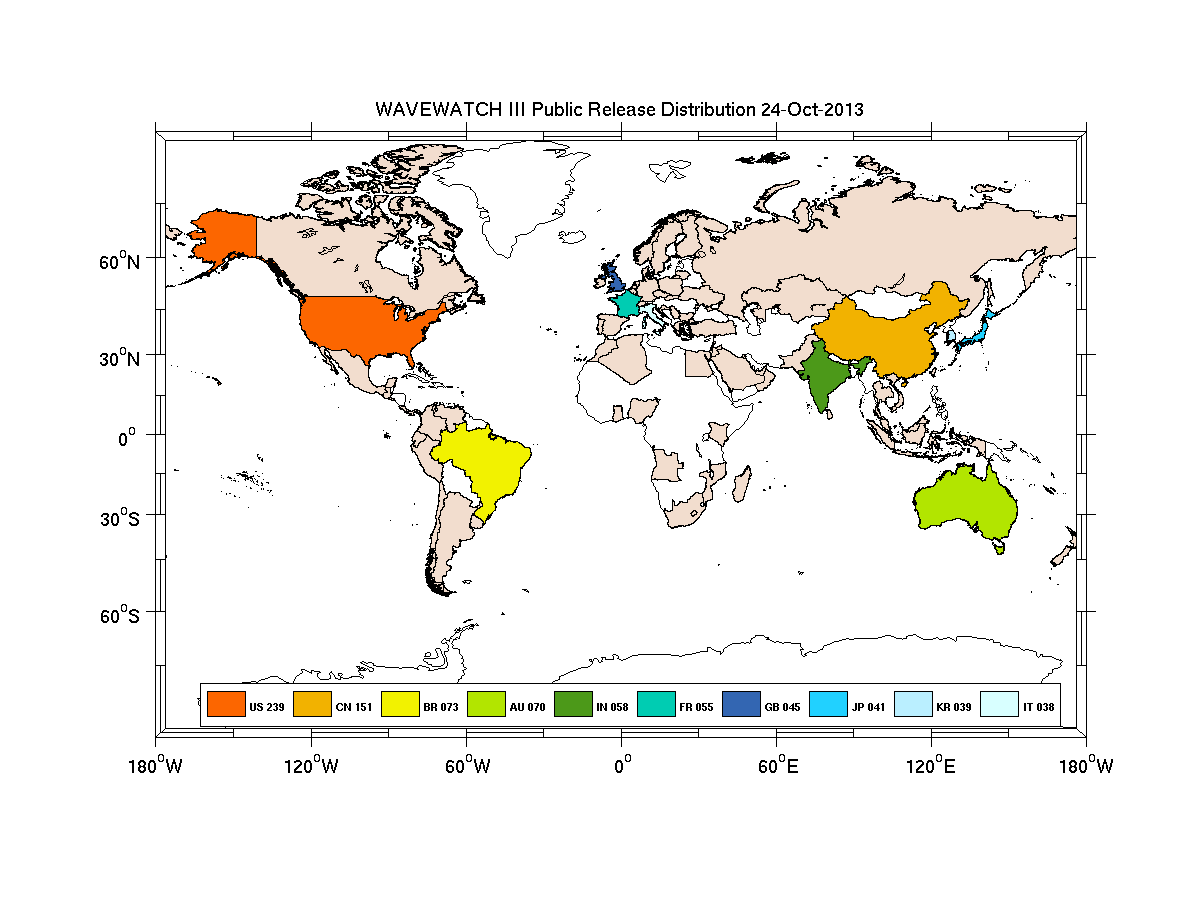 WAVEWATCH III Public Release Distribution 24-Oct-2013
60°N
30°N
0°
30°S
60°S
US 239 CN 151 BR 073 AU 070 IN 058 FR 055 GB 045 JP 041 KR 039 IT 038
180°W 120°W 60°W 0° 60°E 120°E 180°W